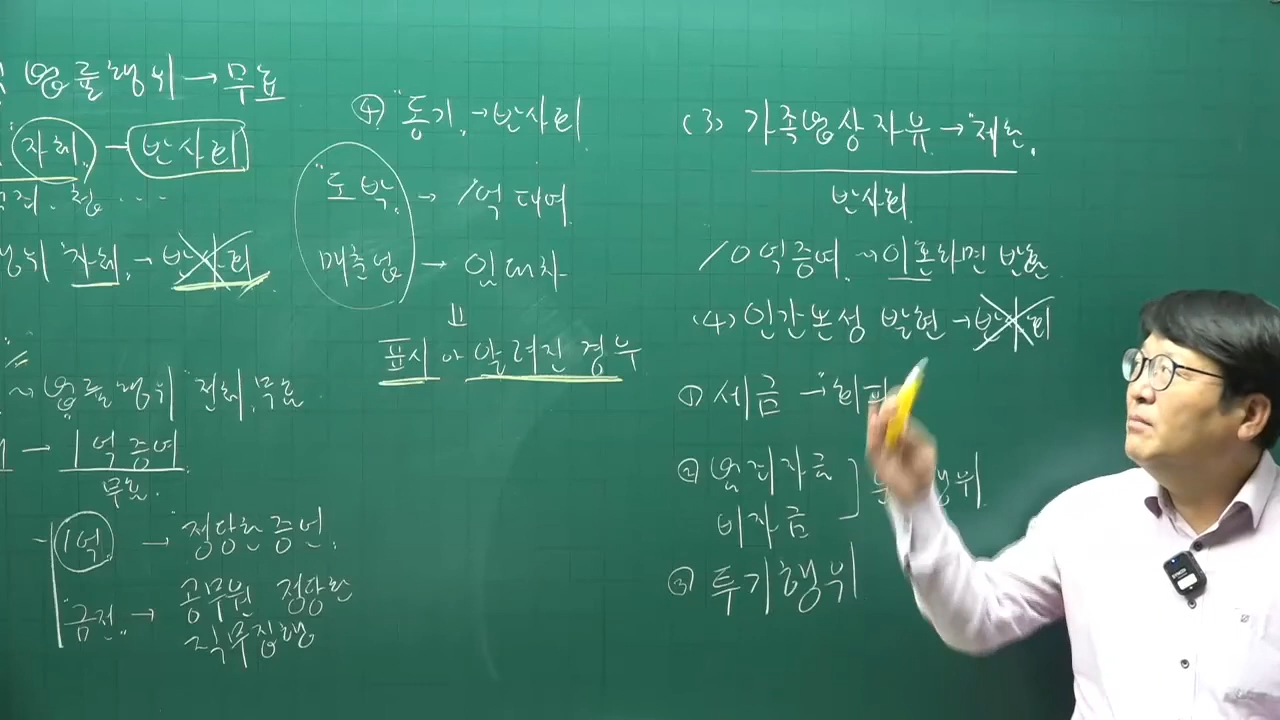 법률행위→무효
"자체" - 반사회
행위 "자체"→반사회
~법률행위 전체 무효
→ 1억 증여
무효.
1억 → "정당한 증언"
"금전" → 공무원 정당한
직무집행
④ "동기"→반사회
"도박" → 1억 대여
매춘업 → 임대차
표시 or 알려진 경우
(3) 가족법상 자유→"제한"
반사회
10억 증여 ~이혼하면 반환
(4) 인간본성 발현→반사회
① 세금 →"회피
② 비자금
③ 투기행위